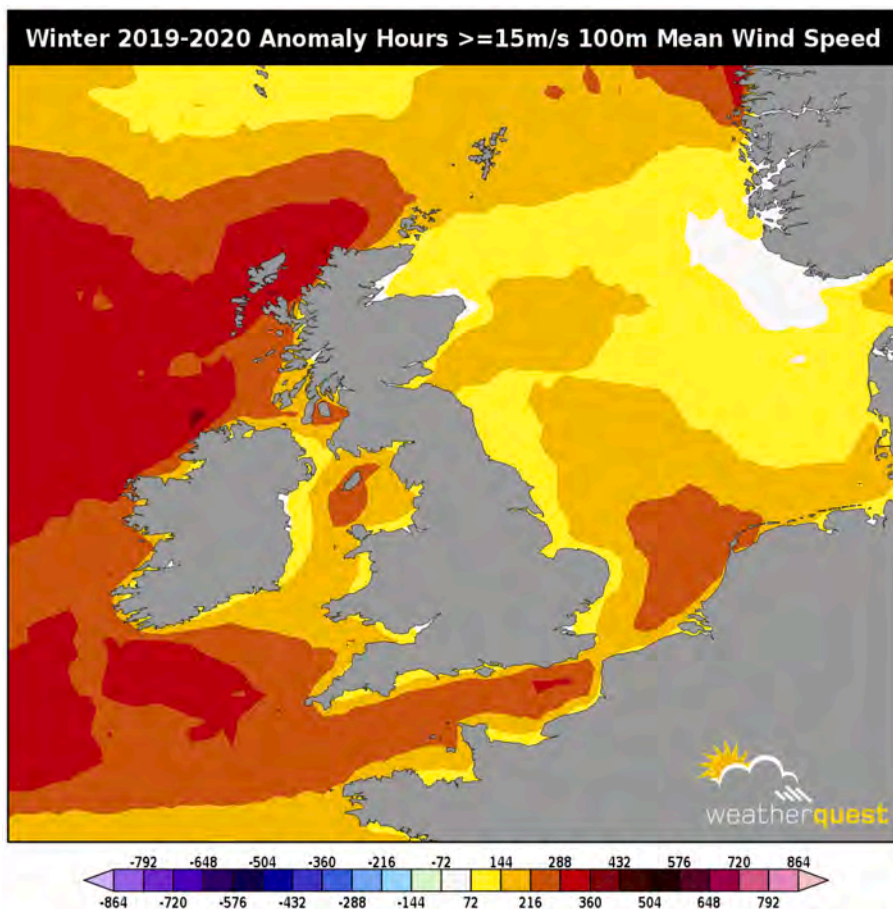 Winter 2019-2020 Anomaly Hours >=15m/s 100m Mean Wind Speed
weatherquest
-792 -648 -504 -360 -216 -72 144 288 432 576 720 864
-864 -720 -576 -432 -288 -144 72 216 360 504 648 792